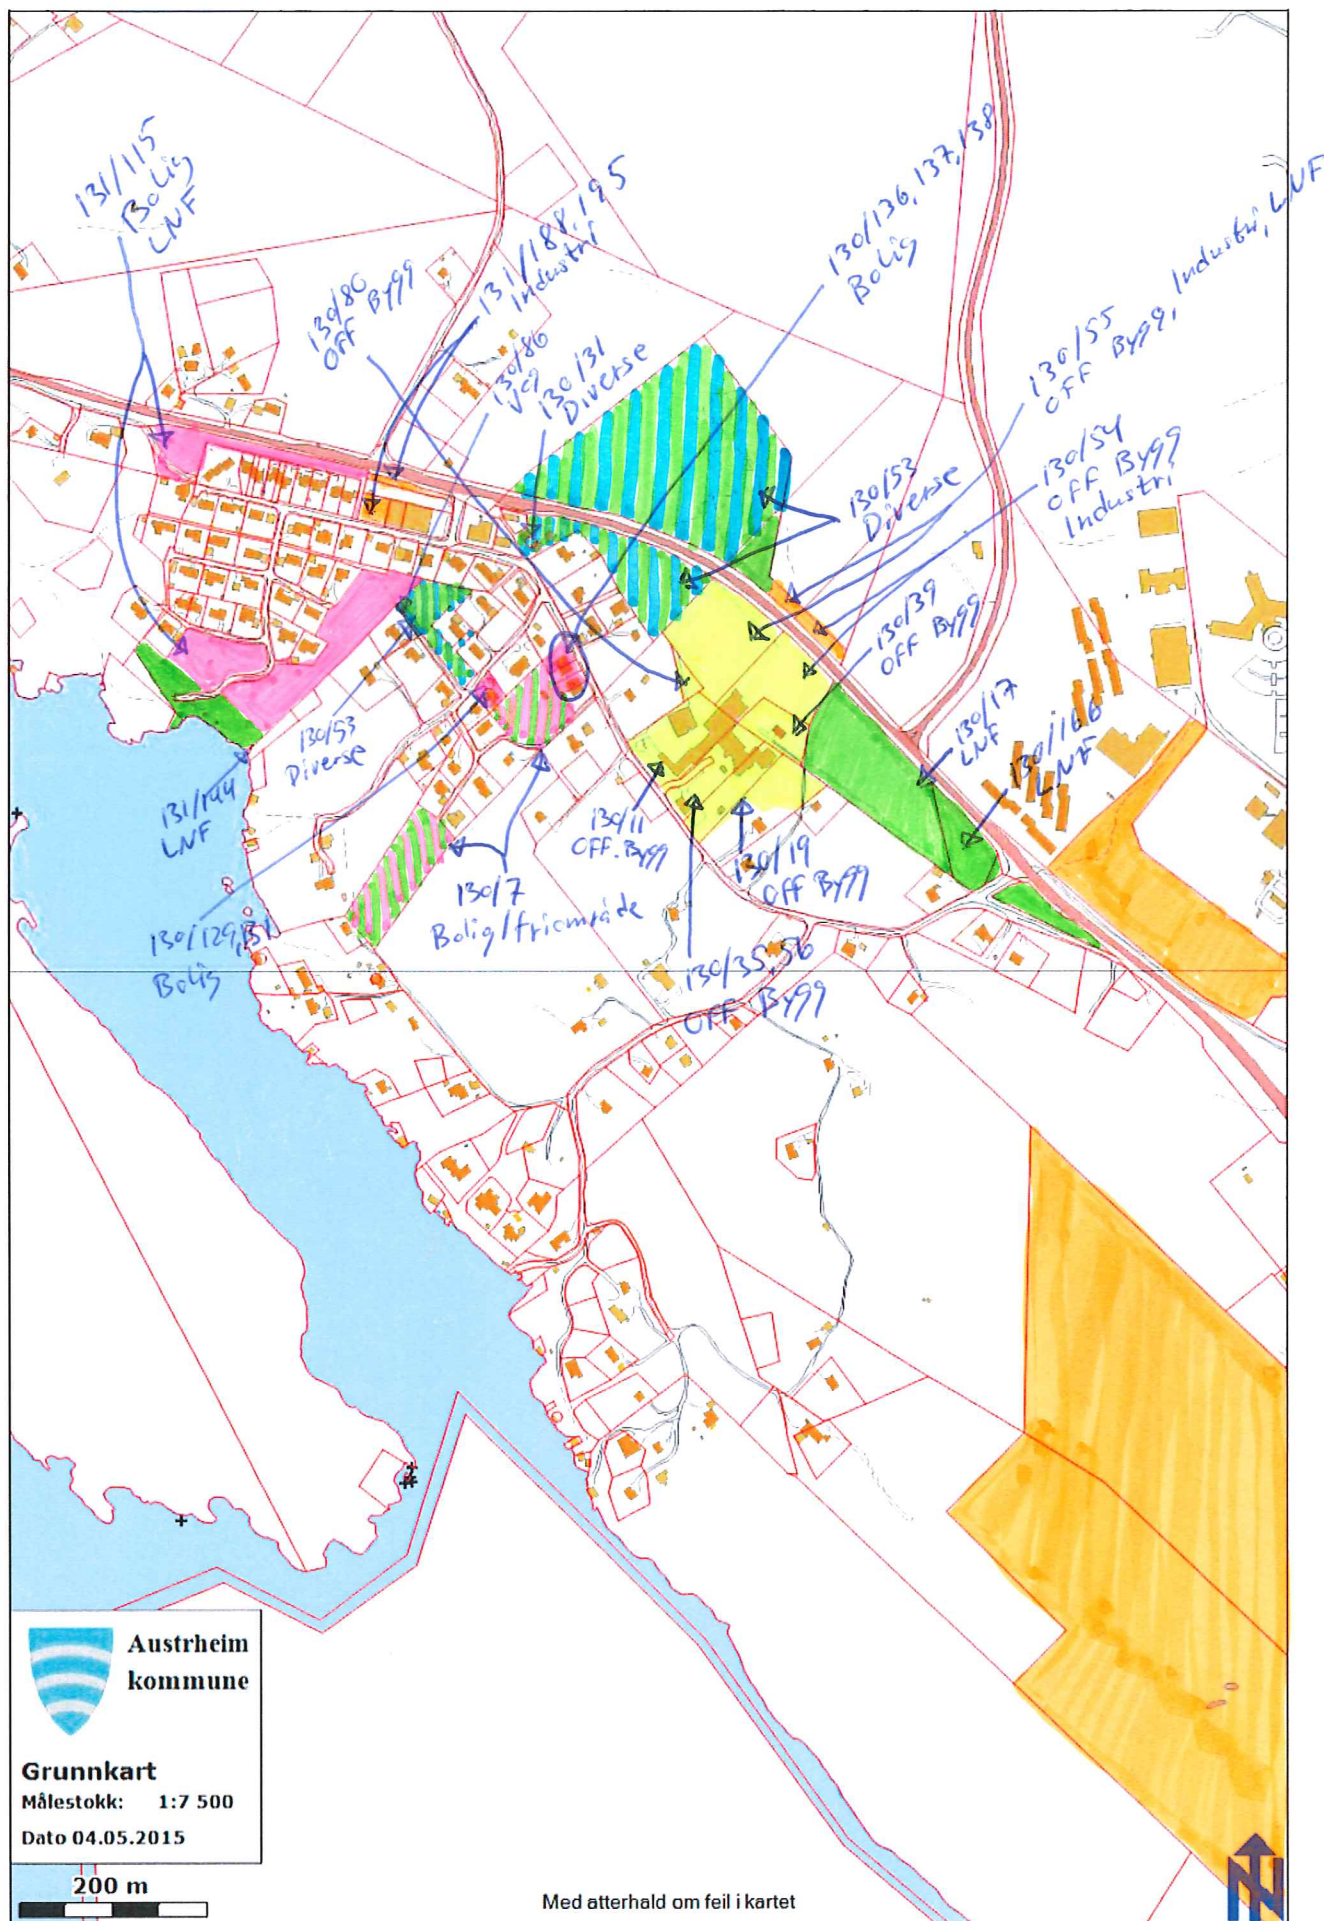 131/115
Bolig
LNF
130/80
OFF Bygg
131/188,195
Industri
130/86
Veg
130/31
Diverse
130/136,137,138
Bolig
130/55
OFF Bygg, Industri, LNF
130/54
OFF Bygg
Industri
130/53
Diverse
130/39
OFF Bygg
130/17
LNF
130/166
LNF
130/53
Diverse
131/144
LNF
130/129,131
Bolig
130/7
Bolig/friområde
130/11
OFF. Bygg
130/19
OFF Bygg
130/35,56
OFF Bygg
Austrheim
kommune
Grunnkart
Målestokk: 1:7 500
Dato 04.05.2015
200 m
Med atterhald om feil i kartet
N